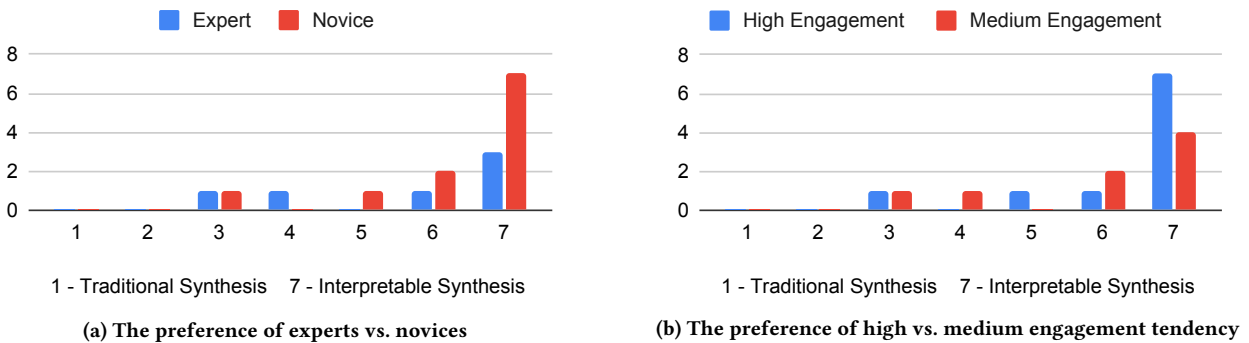 Expert Novice
8
6
4
2
0
1 2 3 4 5 6 7
1 - Traditional Synthesis 7 - Interpretable Synthesis
(a) The preference of experts vs. novices
High Engagement Medium Engagement
8
6
4
2
0
1 2 3 4 5 6 7
1 - Traditional Synthesis 7 - Interpretable Synthesis
(b) The preference of high vs. medium engagement tendency